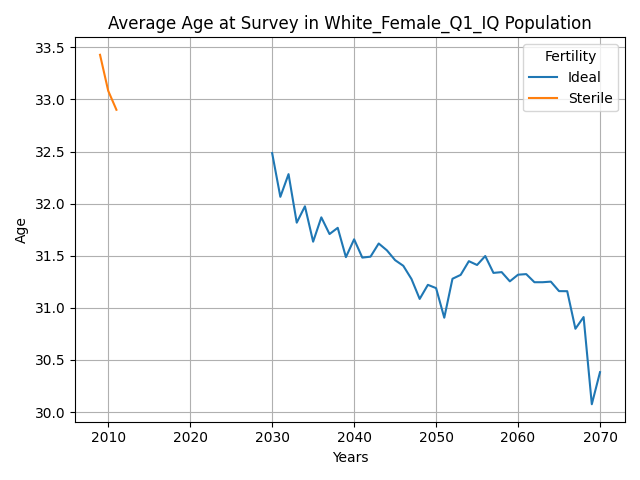 Average Age at Survey in White_Female_Q1_IQ Population
Fertility
Ideal
Sterile
33.5
33.0
32.5
32.0
31.5
31.0
30.5
30.0
Age
2010 2020 2030 2040 2050 2060 2070
Years